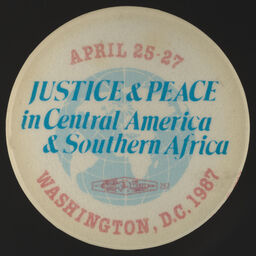 APRIL 25-27
JUSTICE & PEACE
in Central America
& Southern Africa
WASHINGTON, D.C. 1987